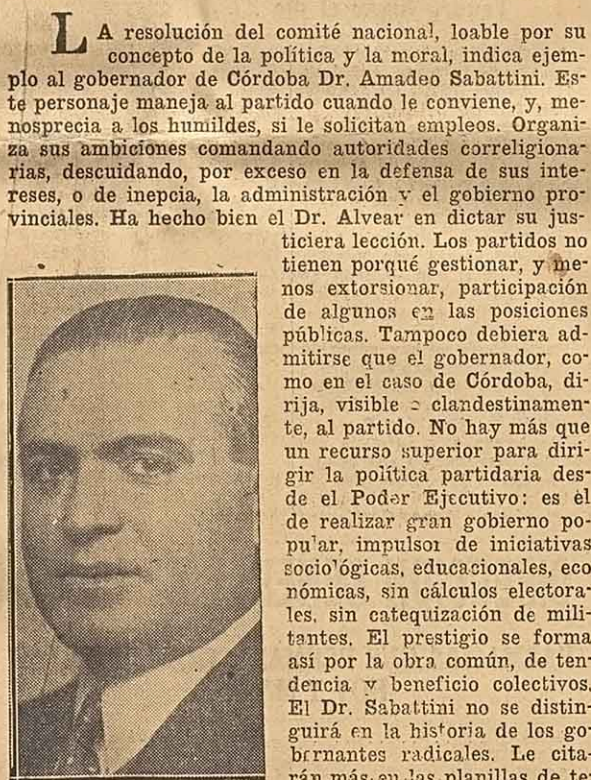 LA resolución del comité nacional, loable por su
concepto de la política y la moral, indica ejem-
plo al gobernador de Córdoba Dr. Amadeo Sabattini. Es-
te personaje maneja al partido cuando le conviene, y, me-
nosprecia a los humildes, si le solicitan empleos. Organi-
za sus ambiciones comandando autoridades correligiona-
rias, descuidando, por exceso en la defensa de sus inte-
reses, o de inepcia, la administración y el gobierno pro-
vinciales. Ha hecho bien el Dr. Alvear en dictar su jus-
ticiera lección. Los partidos no
tienen porqué gestionar, y me-
nos extorsionar, participación
de algunos en las posiciones
públicas. Tampoco debiera ad-
mitirse que el gobernador, co-
mo en el caso de Córdoba, di-
rija, visible o clandestinamen-
te, al partido. No hay más que
un recurso superior para diri-
gir la política partidaria des-
de el Poder Ejecutivo: es él
de realizar gran gobierno po-
pular, impulsor de iniciativas
sociológicas, educacionales, eco
nómicas, sin cálculos electora-
les, sin catequización de mili-
tantes. El prestigio se forma
así por la obra común, de ten-
dencia y beneficio colectivos.
El Dr. Sabattini no se distin-
guirá en la historia de los go-
bernantes radicales. Le cita-
rán más en las planillas de te